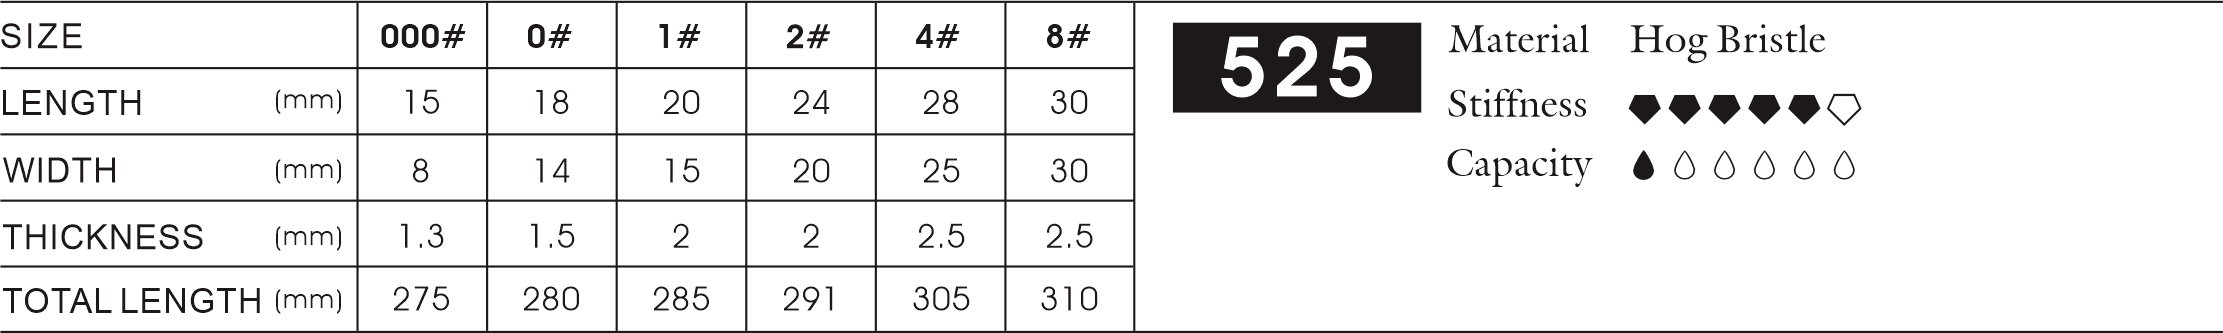 SIZE 000# 0# 1# 2# 4# 8#
LENGTH (mm) 15 18 20 24 28 30
WIDTH (mm) 8 14 15 20 25 30
THICKNESS (mm) 1.3 1.5 2 2 2.5 2.5
TOTAL LENGTH (mm) 275 280 285 291 305 310
525
Material Hog Bristle
Stiffness
Capacity